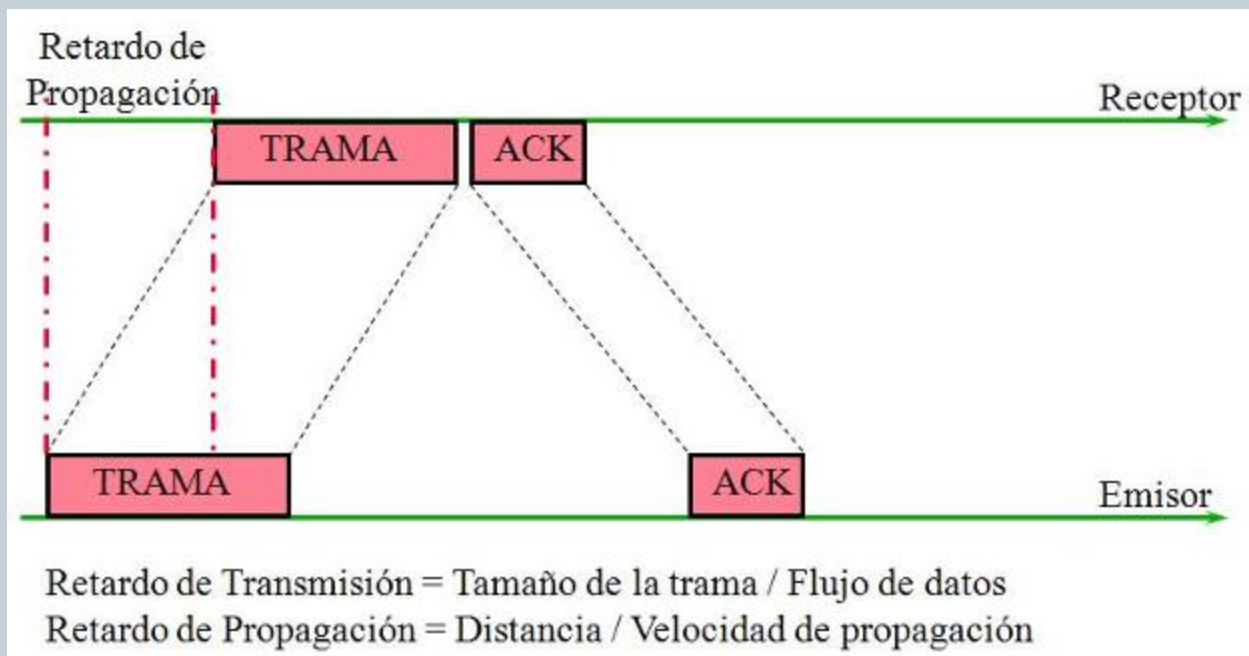 Retardo de
Propagación
Receptor
TRAMA
ACK
TRAMA
ACK
Emisor
Retardo de Transmisión = Tamaño de la trama / Flujo de datos
Retardo de Propagación = Distancia / Velocidad de propagación